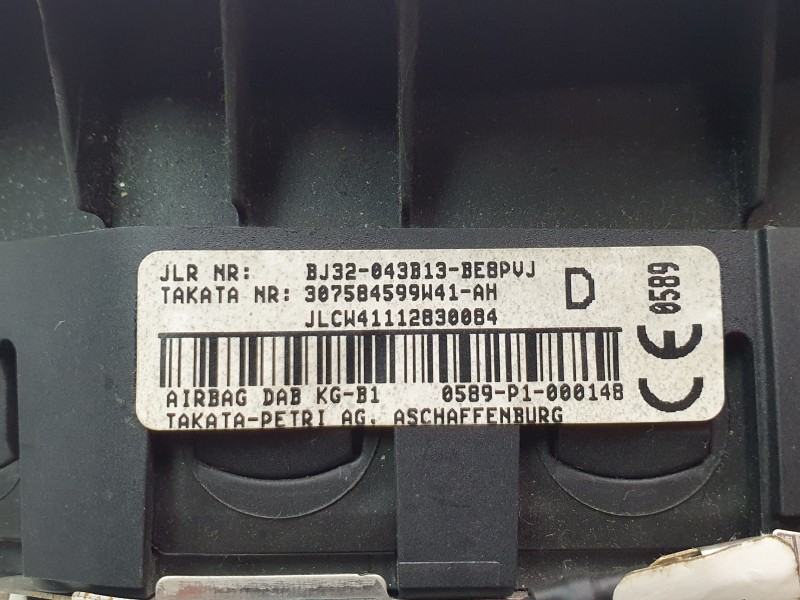 JLR NR: BJ32-043B13-BE8PVJ
TAKATA NR: 307584599W41-AH D
JLCW41112830084
AIRBAG DAB KG-B1 0589-P1-000148
TAKATA-PETRI AG, ASCHAFFENBURG
CE 0589